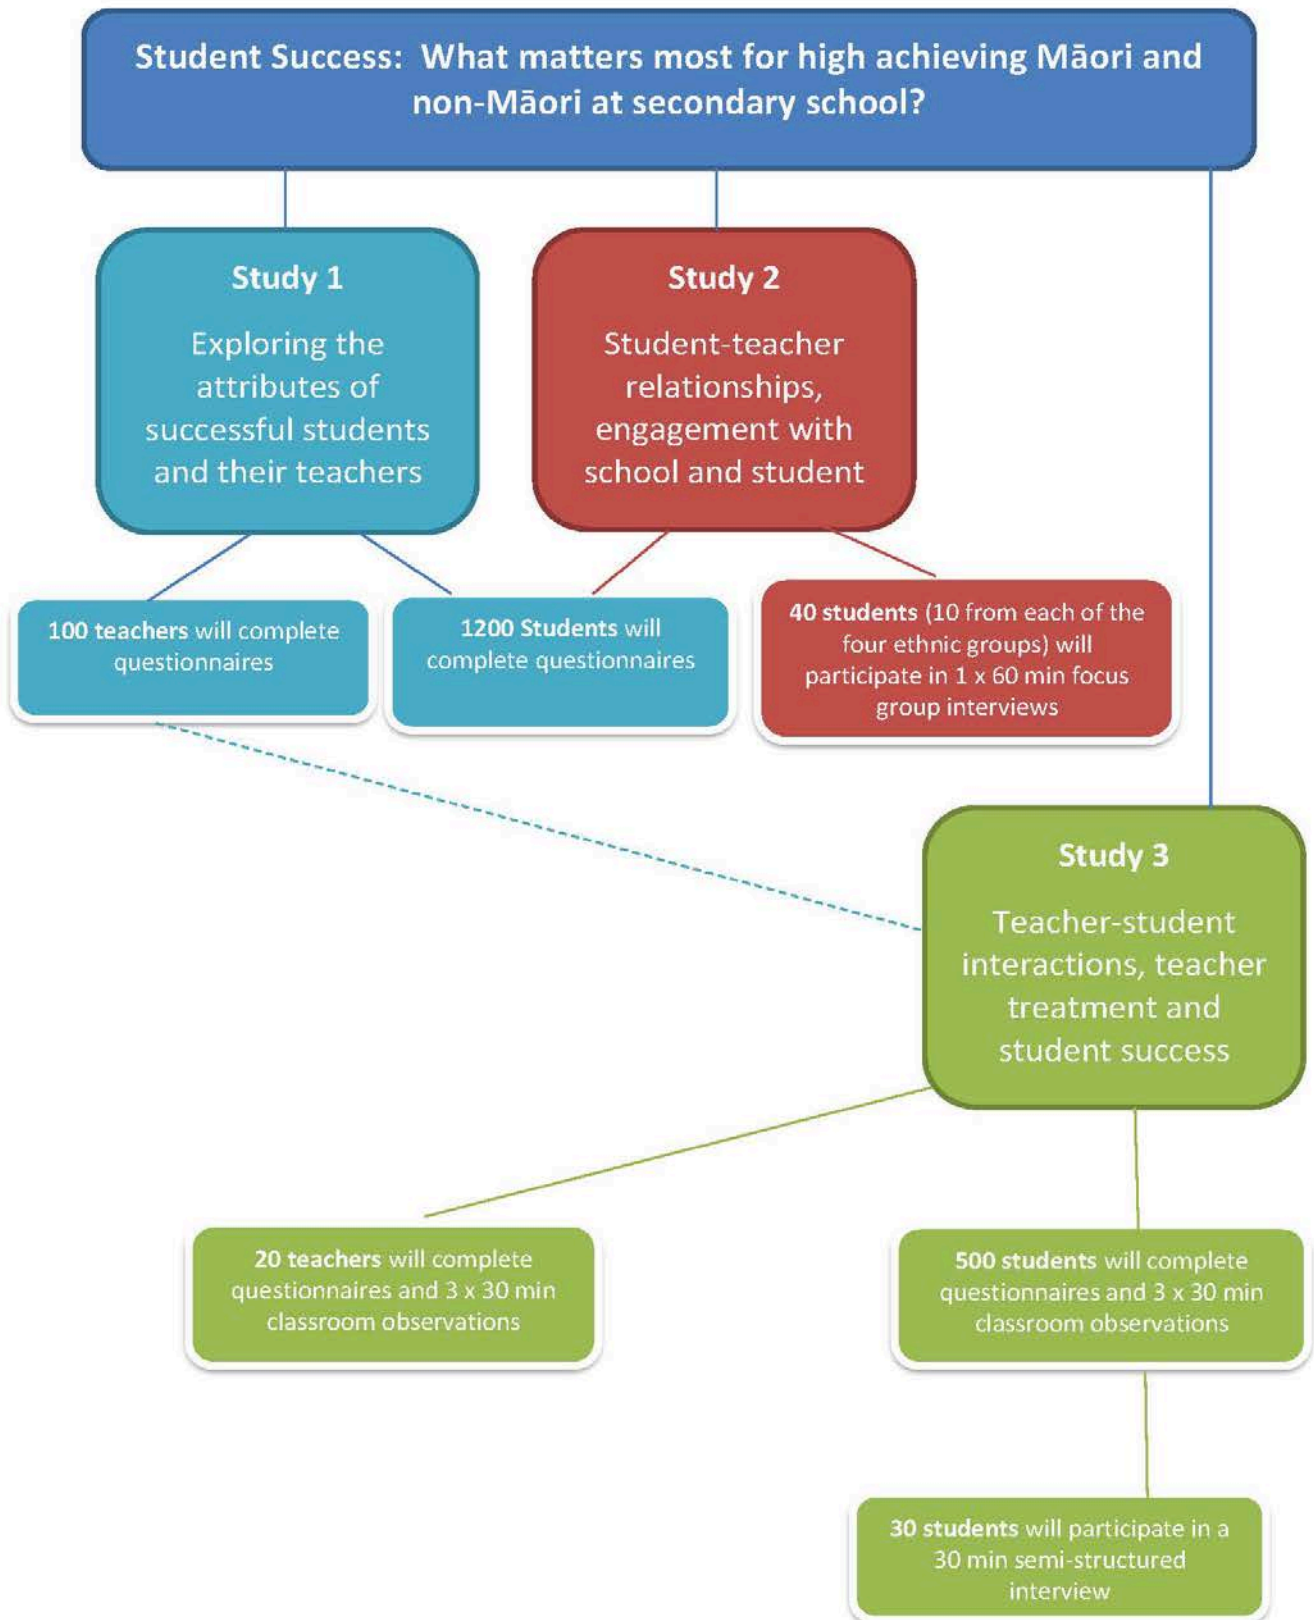 Student Success:  What matters most for high achieving Māori and
non-Māori at secondary school?
Study 1
Exploring the
attributes of
successful students
and their teachers
Study 2
Student-teacher
relationships,
engagement with
school and student
100 teachers will complete
questionnaires
1200 Students will
complete questionnaires
40 students (10 from each of the
four ethnic groups) will
participate in 1 x 60 min focus
group interviews
Study 3
Teacher-student
interactions, teacher
treatment and
student success
20 teachers will complete
questionnaires and 3 x 30 min
classroom observations
500 students will complete
questionnaires and 3 x 30 min
classroom observations
30 students will participate in a
30 min semi-structured
interview